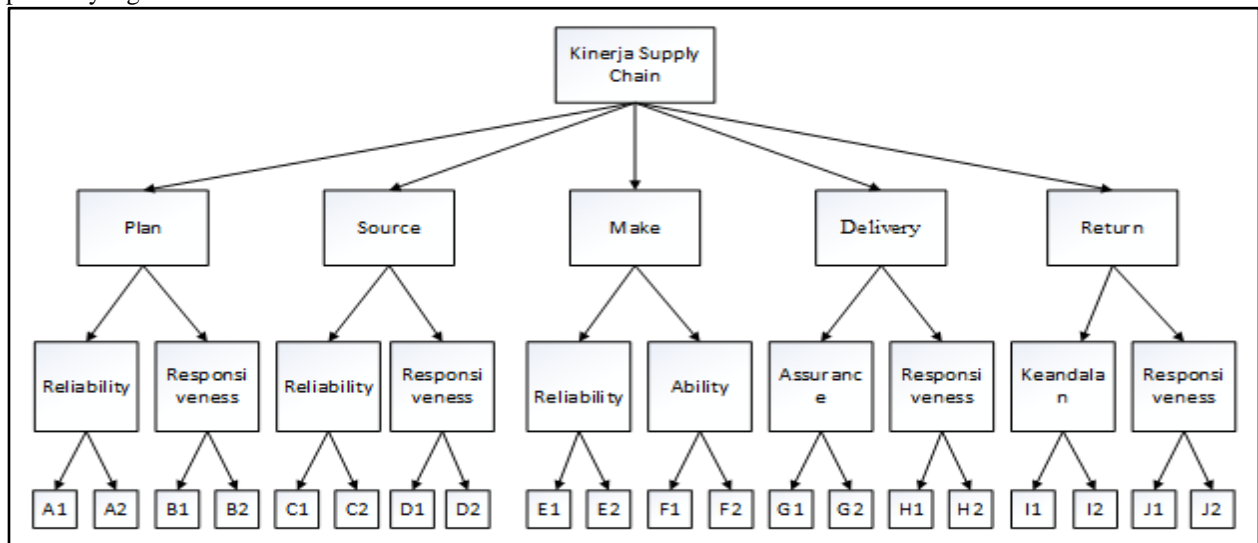 Kinerja Supply
Chain
Plan
Source
Make
Delivery
Return
Reliability
Responsi
veness
Reliability
Responsi
veness
Reliability
Ability
Assuranc
e
Responsi
veness
Keandala
n
Responsi
veness
A1
A2
B1
B2
C1
C2
D1
D2
E1
E2
F1
F2
G1
G2
H1
H2
I1
I2
J1
J2